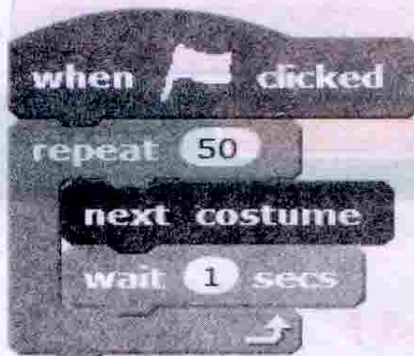 when clicked
repeat 50
next costume
wait 1 secs